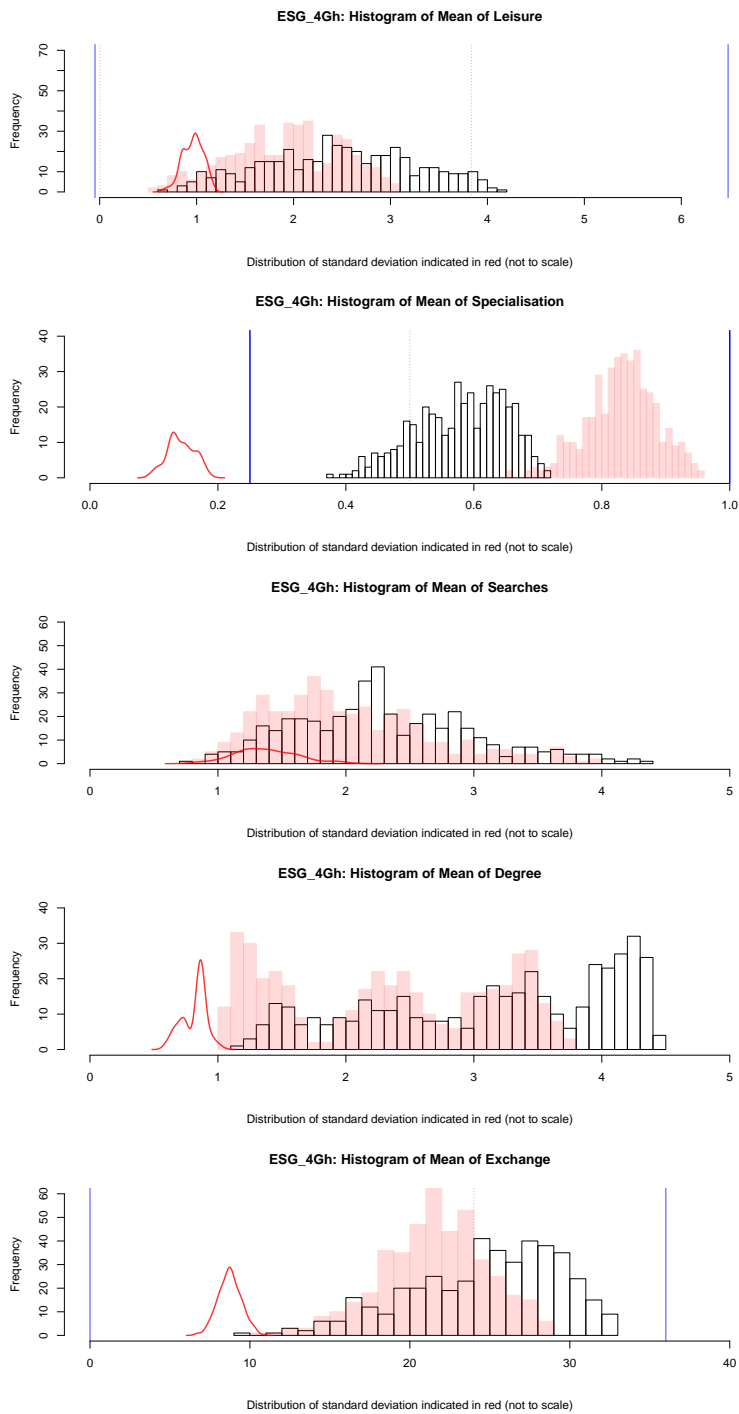 ESG_4Gh: Histogram of Mean of Leisure
Frequency
0 10 30 50 70
0 1 2 3 4 5 6
Distribution of standard deviation indicated in red (not to scale)
ESG_4Gh: Histogram of Mean of Specialisation
Frequency
0 10 20 30 40
0.0 0.2 0.4 0.6 0.8 1.0
Distribution of standard deviation indicated in red (not to scale)
ESG_4Gh: Histogram of Mean of Searches
Frequency
0 10 20 30 40 50 60
0 1 2 3 4 5
Distribution of standard deviation indicated in red (not to scale)
ESG_4Gh: Histogram of Mean of Degree
Frequency
0 10 20 30 40
0 1 2 3 4 5
Distribution of standard deviation indicated in red (not to scale)
ESG_4Gh: Histogram of Mean of Exchange
Frequency
0 10 20 30 40 50 60
0 10 20 30 40
Distribution of standard deviation indicated in red (not to scale)